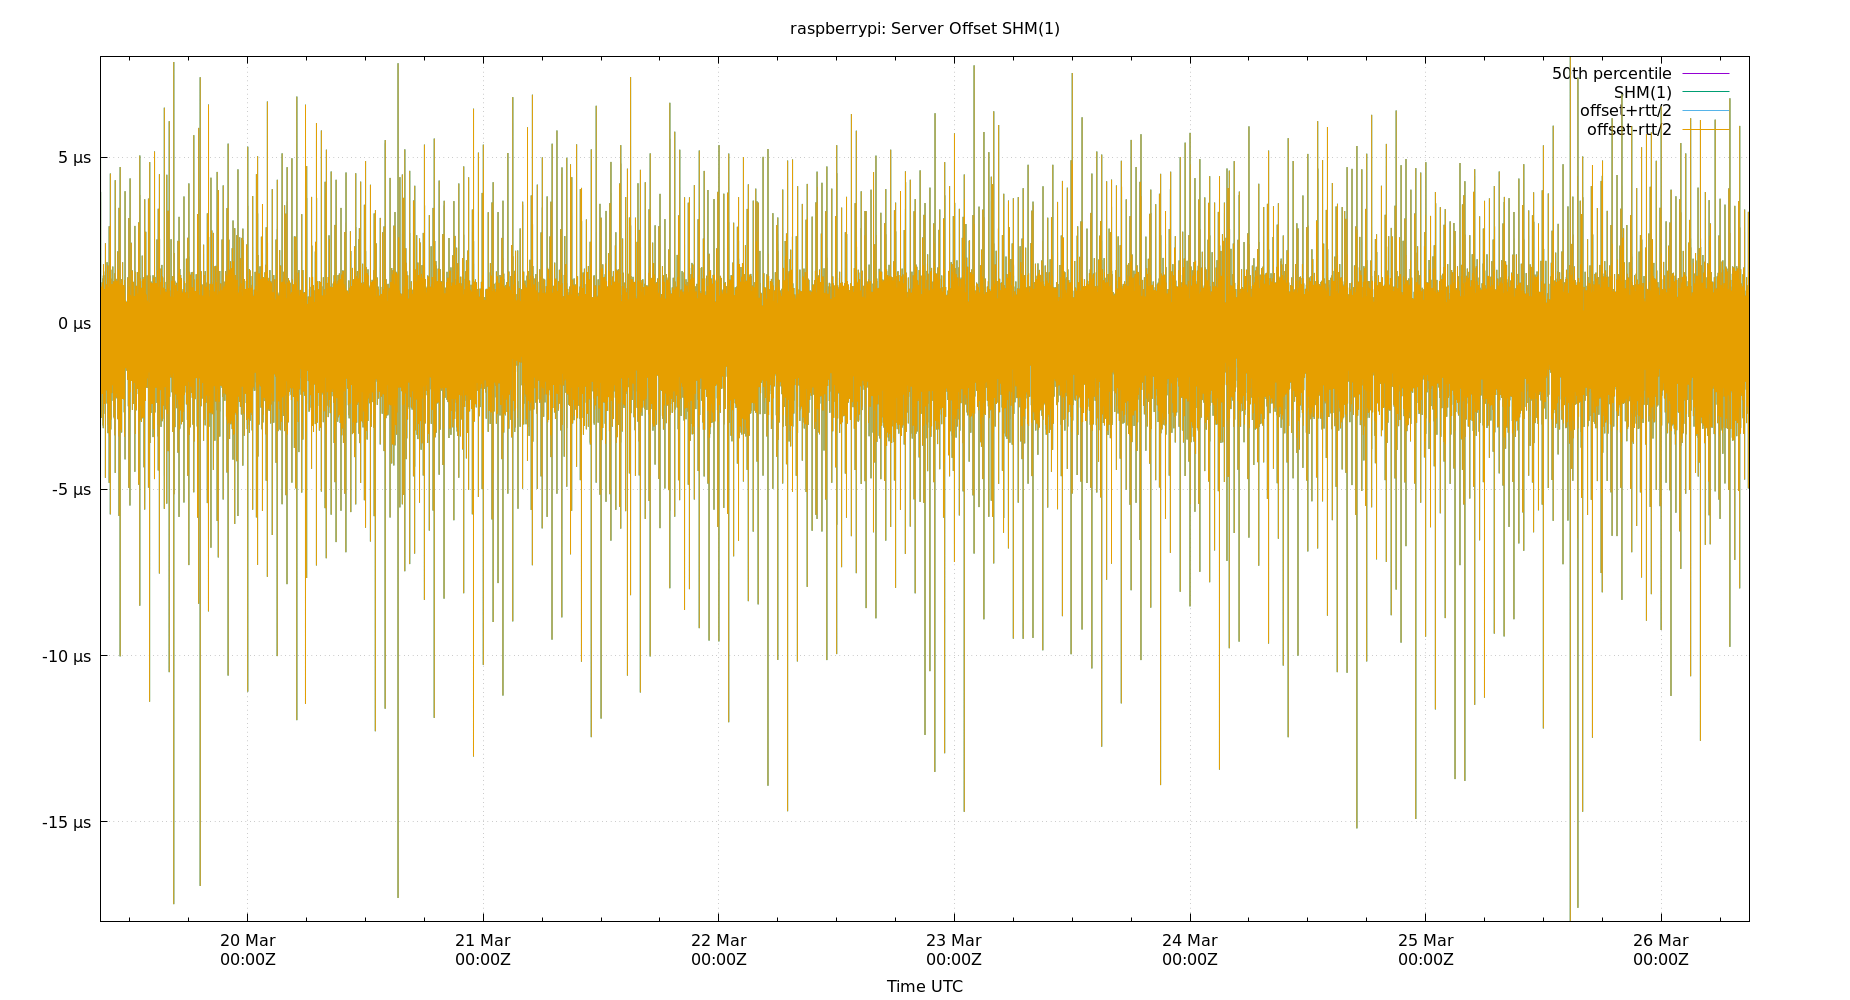 raspberrypi: Server Offset SHM(1)
50th percentile
SHM(1)
offset+rtt/2
offset-rtt/2
5 µs
0 µs
-5 µs
-10 µs
-15 µs
20 Mar 21 Mar 22 Mar 23 Mar 24 Mar 25 Mar 26 Mar
00:00Z 00:00Z 00:00Z 00:00Z 00:00Z 00:00Z 00:00Z
Time UTC